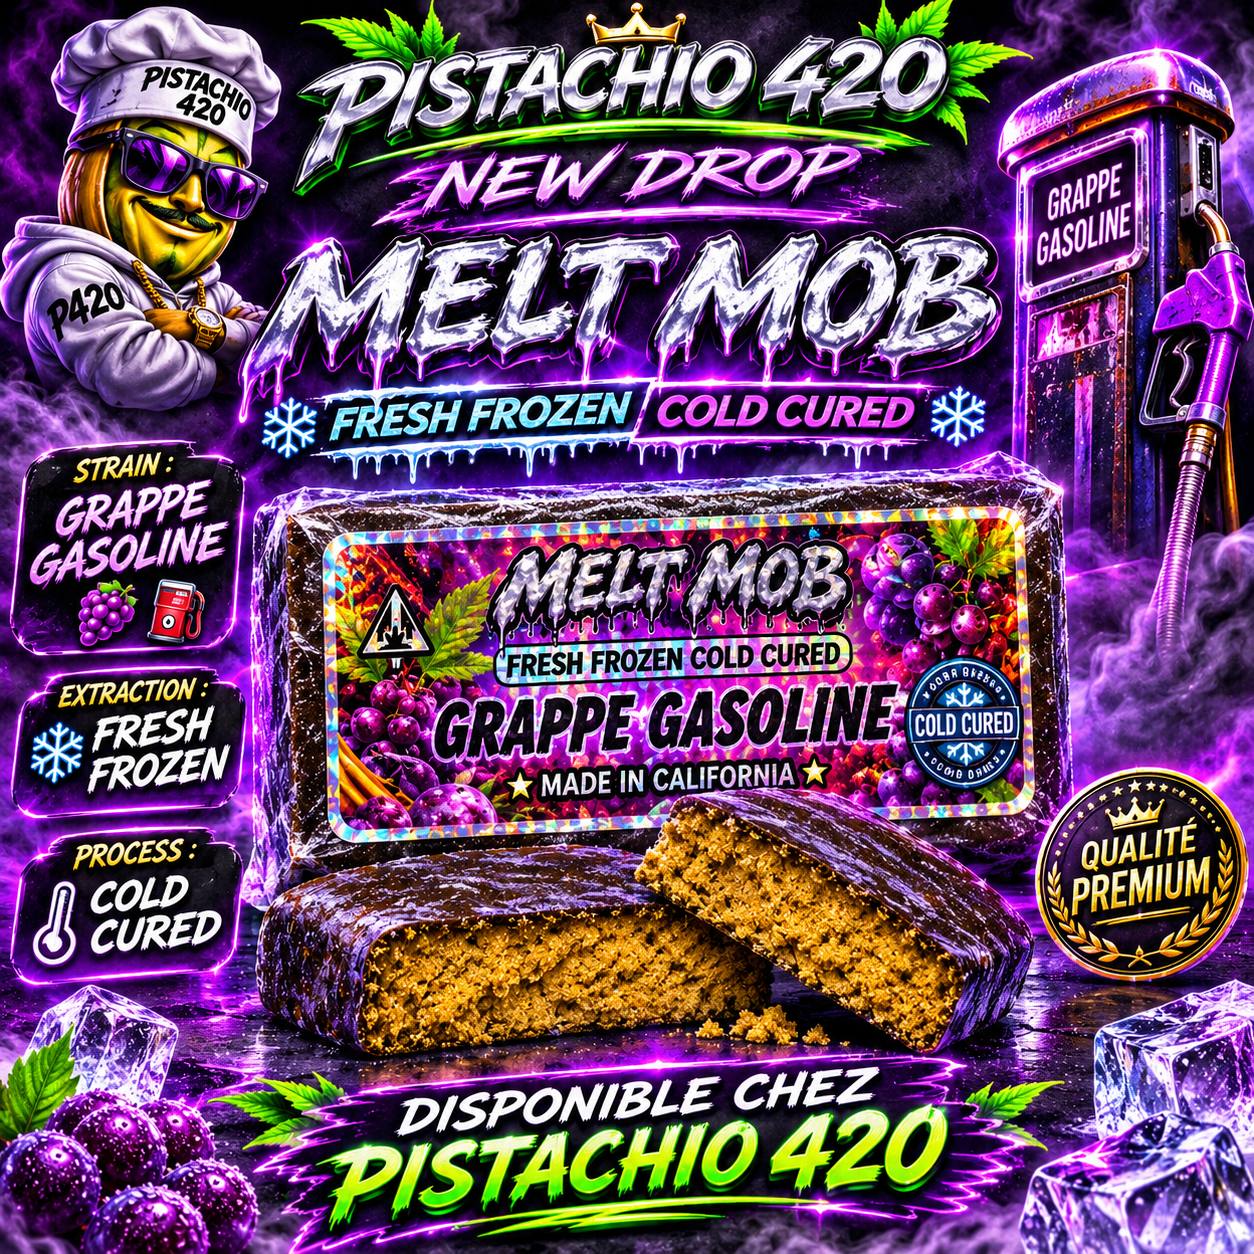 PISTACHIO 420
PISTACHIO
420
NEW DROP
P420
MELT MOB
FRESH FROZEN COLD CURED
GRAPPE
GASOLINE
STRAIN :
GRAPPE
GASOLINE
EXTRACTION :
FRESH
FROZEN
PROCESS :
COLD
CURED
MELT MOB
FRESH FROZEN COLD CURED
GRAPPE GASOLINE
MADE IN CALIFORNIA
COLD CURED
QUALITÉ
PREMIUM
DISPONIBLE CHEZ
PISTACHIO 420